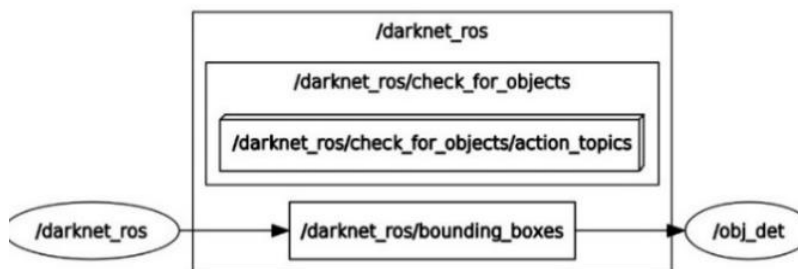 /darknet_ros
/darknet_ros/check_for_objects
/darknet_ros/check_for_objects/action_topics
/darknet_ros
/darknet_ros/bounding_boxes
/obj_det